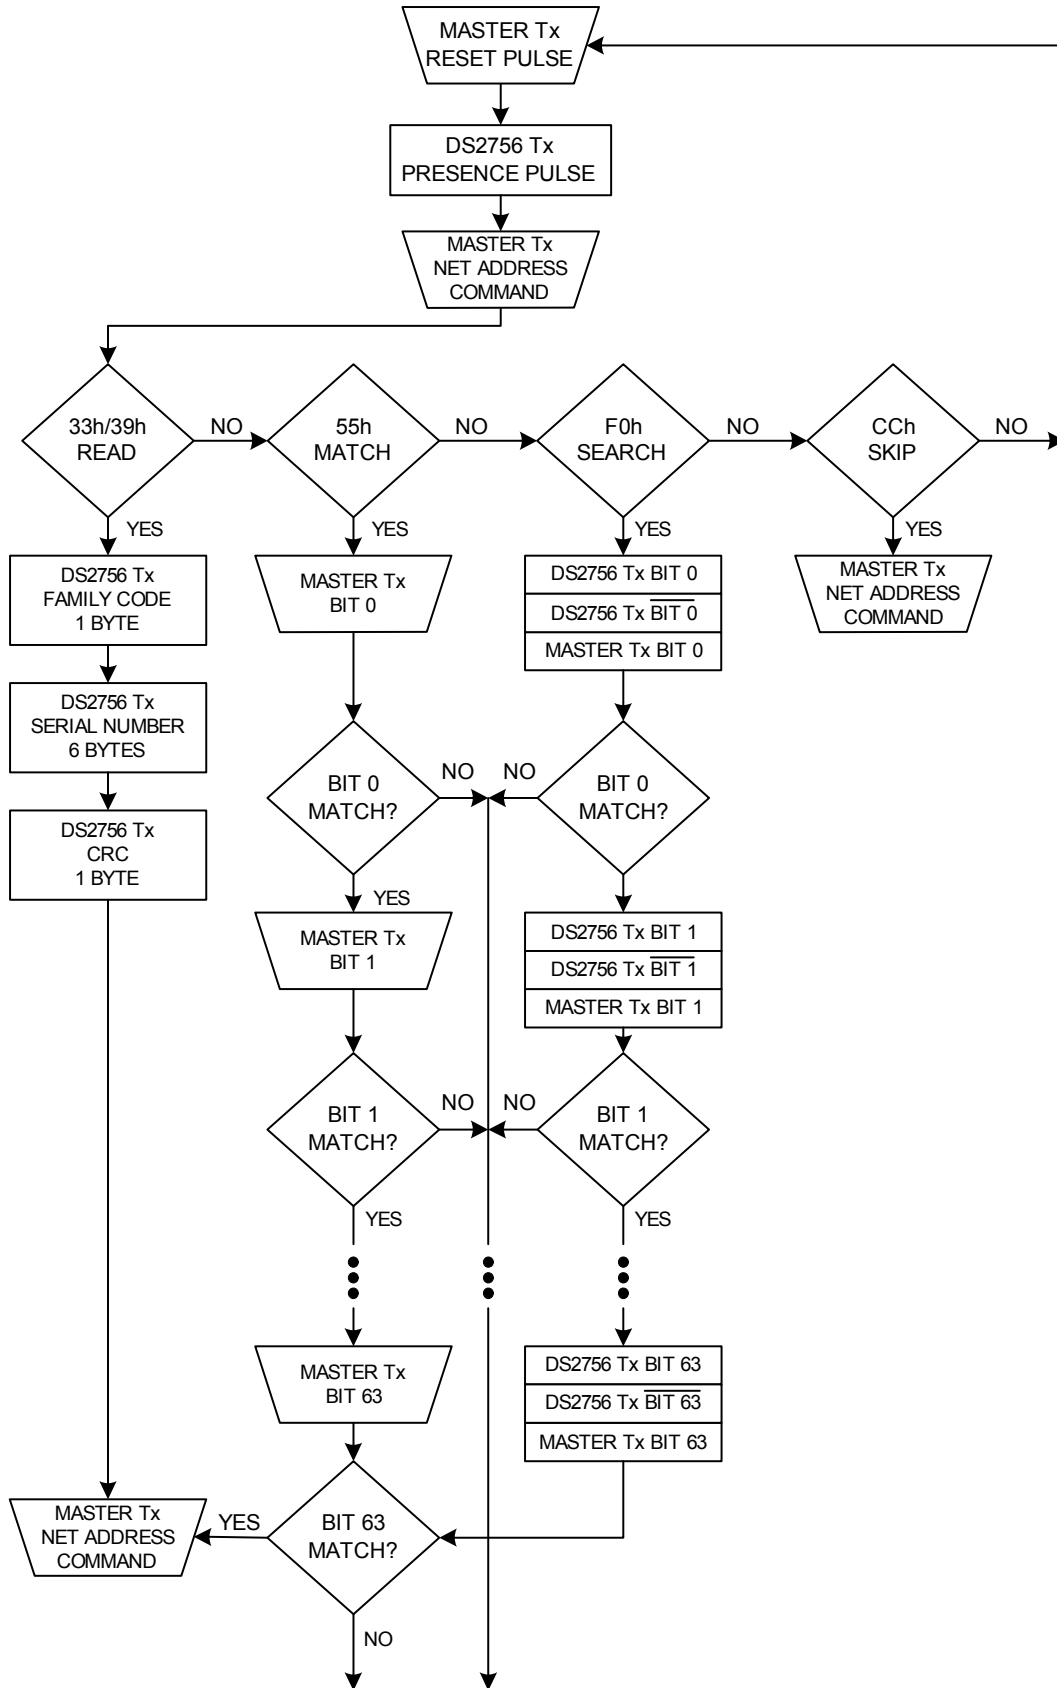 MASTER Tx
RESET PULSE
DS2756 Tx
PRESENCE PULSE
MASTER Tx
NET ADDRESS
COMMAND
33h/39h
READ
NO
55h
MATCH
NO
F0h
SEARCH
NO
CCh
SKIP
NO
YES
YES
YES
YES
DS2756 Tx
FAMILY CODE
1 BYTE
MASTER Tx
BIT 0
DS2756 Tx BIT 0
DS2756 Tx B̅I̅T̅ ̅0̅
MASTER Tx BIT 0
MASTER Tx
NET ADDRESS
COMMAND
DS2756 Tx
SERIAL NUMBER
6 BYTES
BIT 0
MATCH?
NO
NO
BIT 0
MATCH?
DS2756 Tx
CRC
1 BYTE
YES
YES
MASTER Tx
BIT 1
DS2756 Tx BIT 1
DS2756 Tx B̅I̅T̅ ̅1̅
MASTER Tx BIT 1
BIT 1
MATCH?
NO
NO
BIT 1
MATCH?
YES
YES
MASTER Tx
BIT 63
DS2756 Tx BIT 63
DS2756 Tx B̅I̅T̅ ̅6̅3̅
MASTER Tx BIT 63
MASTER Tx
NET ADDRESS
COMMAND
YES
BIT 63
MATCH?
NO